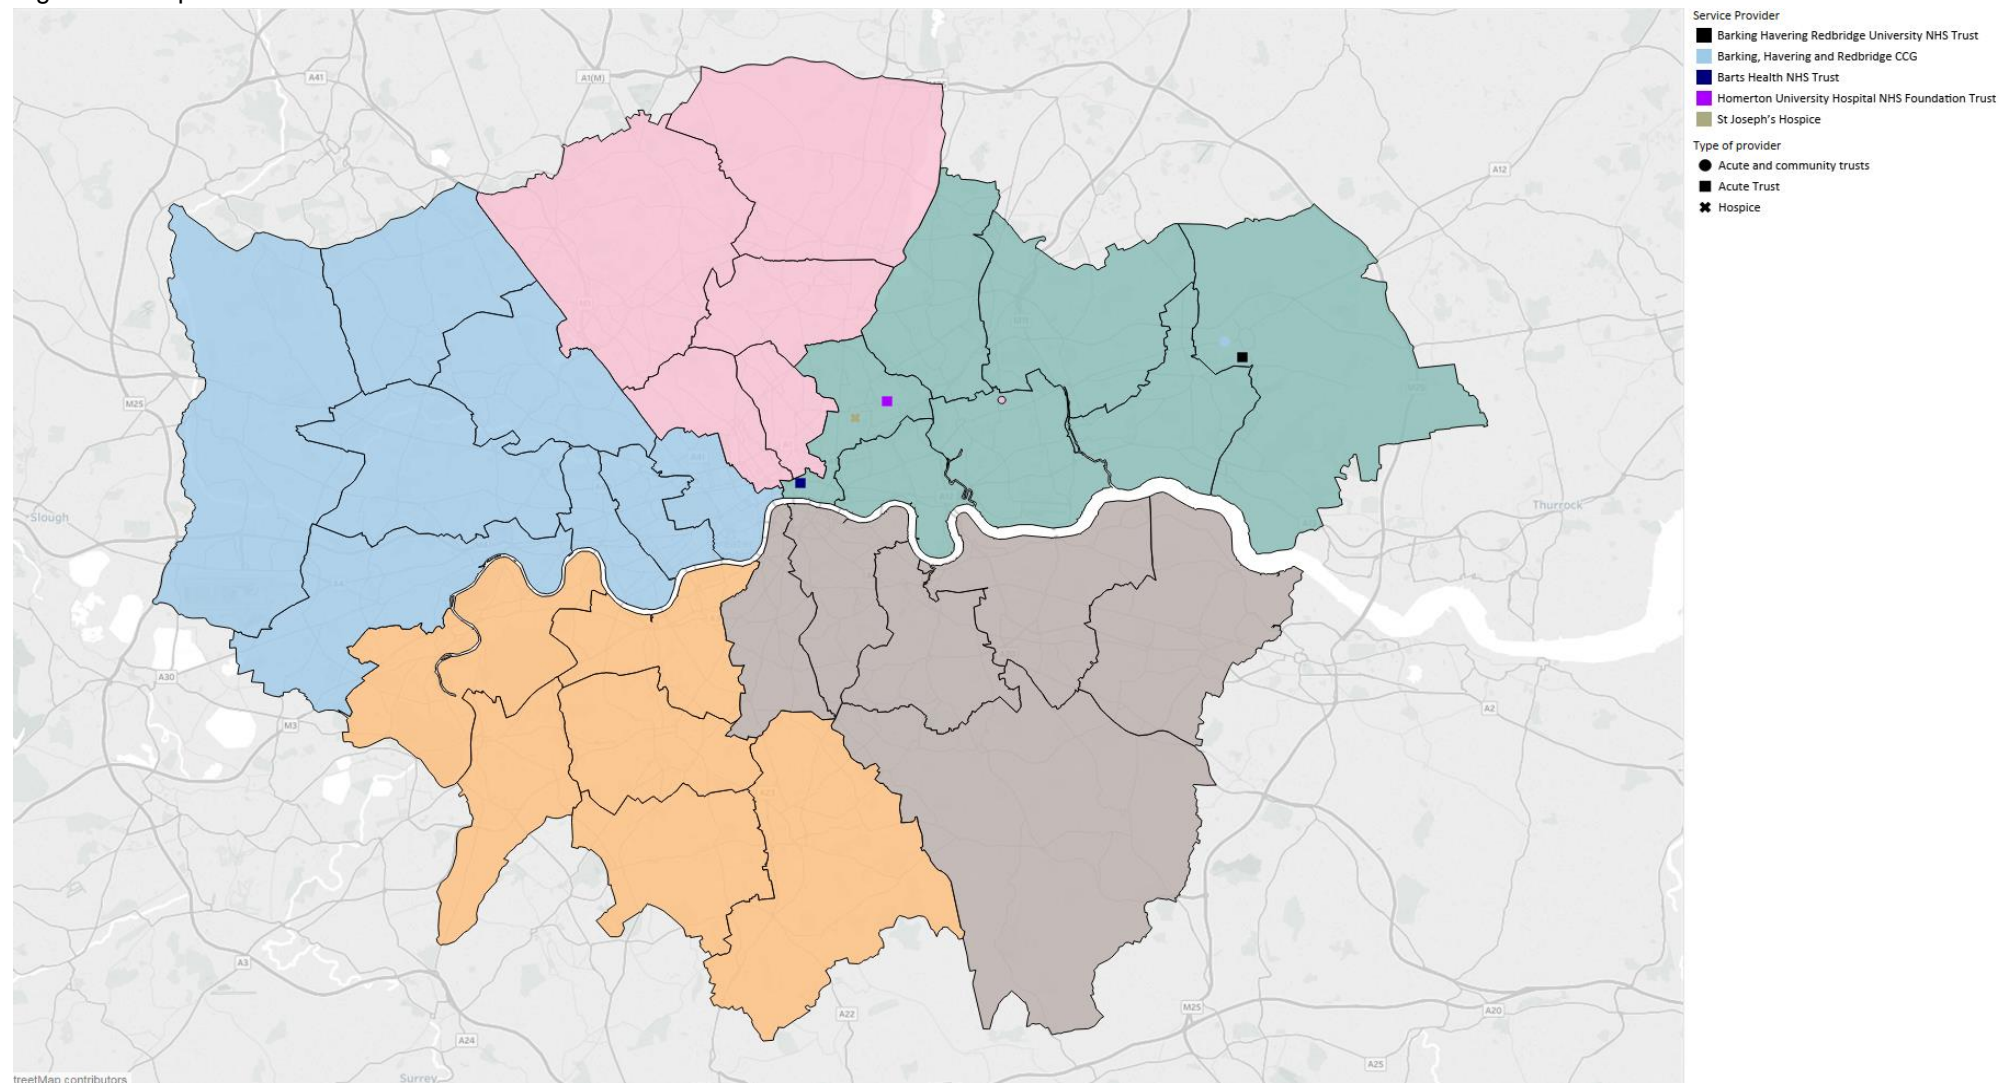 Service Provider
Barking Havering Redbridge University NHS Trust
Barking, Havering and Redbridge CCG
Barts Health NHS Trust
Homerton University Hospital NHS Foundation Trust
St Joseph's Hospice
Type of provider
Acute and community trusts
Acute Trust
Hospice
A41
A1(M)
A12
M25
Slough
Thurrock
A30
M3
A2
A3
A22
M25
A20
A24
A25
Surrey
treetMap contributors